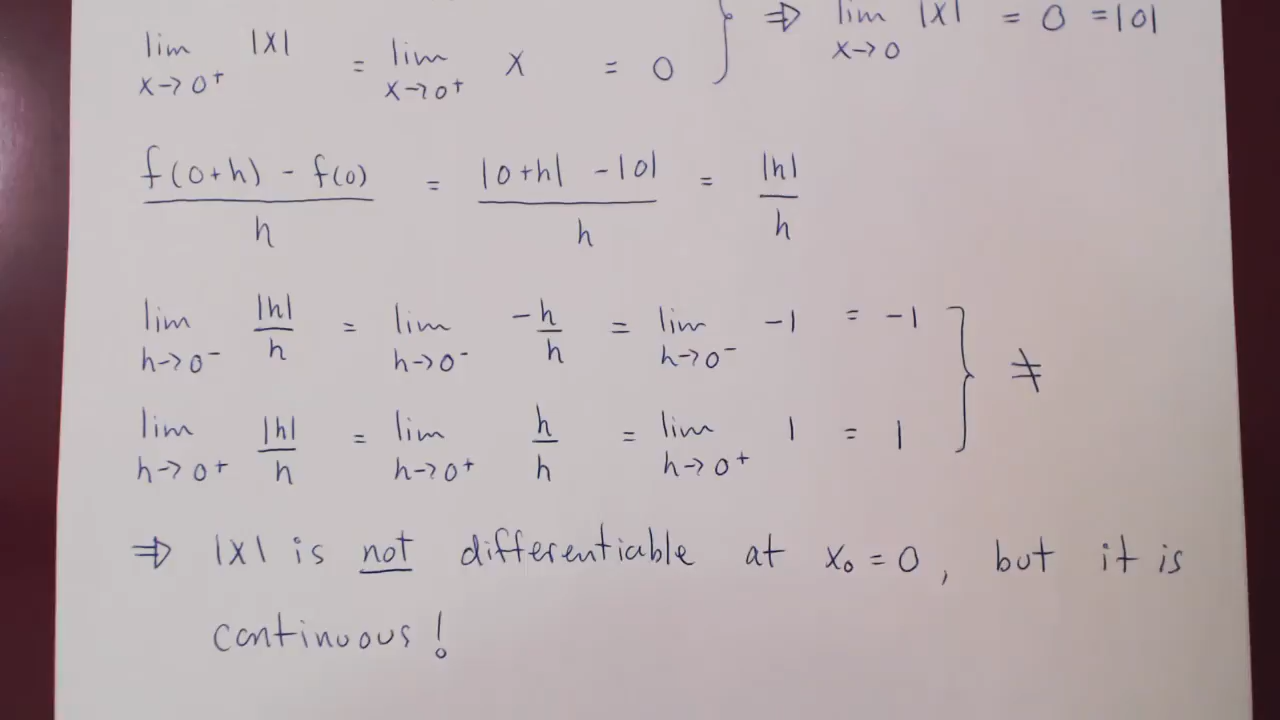 lim x→0+ |x| = lim x→0+ x = 0 } ⇒ lim x→0 |x| = 0 = |0|
f(0+h) - f(0) / h = |0+h| - |0| / h = |h| / h
lim h→0- |h| / h = lim h→0- -h / h = lim h→0- -1 = -1
lim h→0+ |h| / h = lim h→0+ h / h = lim h→0+ 1 = 1 } ≠
⇒ |x| is not differentiable at x₀ = 0, but it is
continuous!